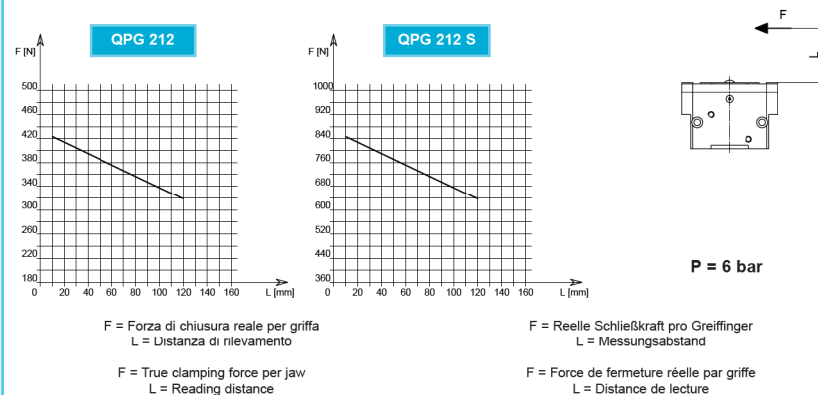 QPG 212
F [N]
500
460
420
380
340
300
260
220
180
0 20 40 60 80 100 120 140 160 L [mm]
QPG 212 S
F [N]
1000
920
840
760
680
600
520
440
360
0 20 40 60 80 100 120 140 160 L [mm]
F
L
P = 6 bar
F = Forza di chiusura reale per griffa
L = Distanza di rilevamento
F = True clamping force per jaw
L = Reading distance
F = Reelle Schließkraft pro Greiffinger
L = Messungsabstand
F = Force de fermeture réelle par griffe
L = Distance de lecture